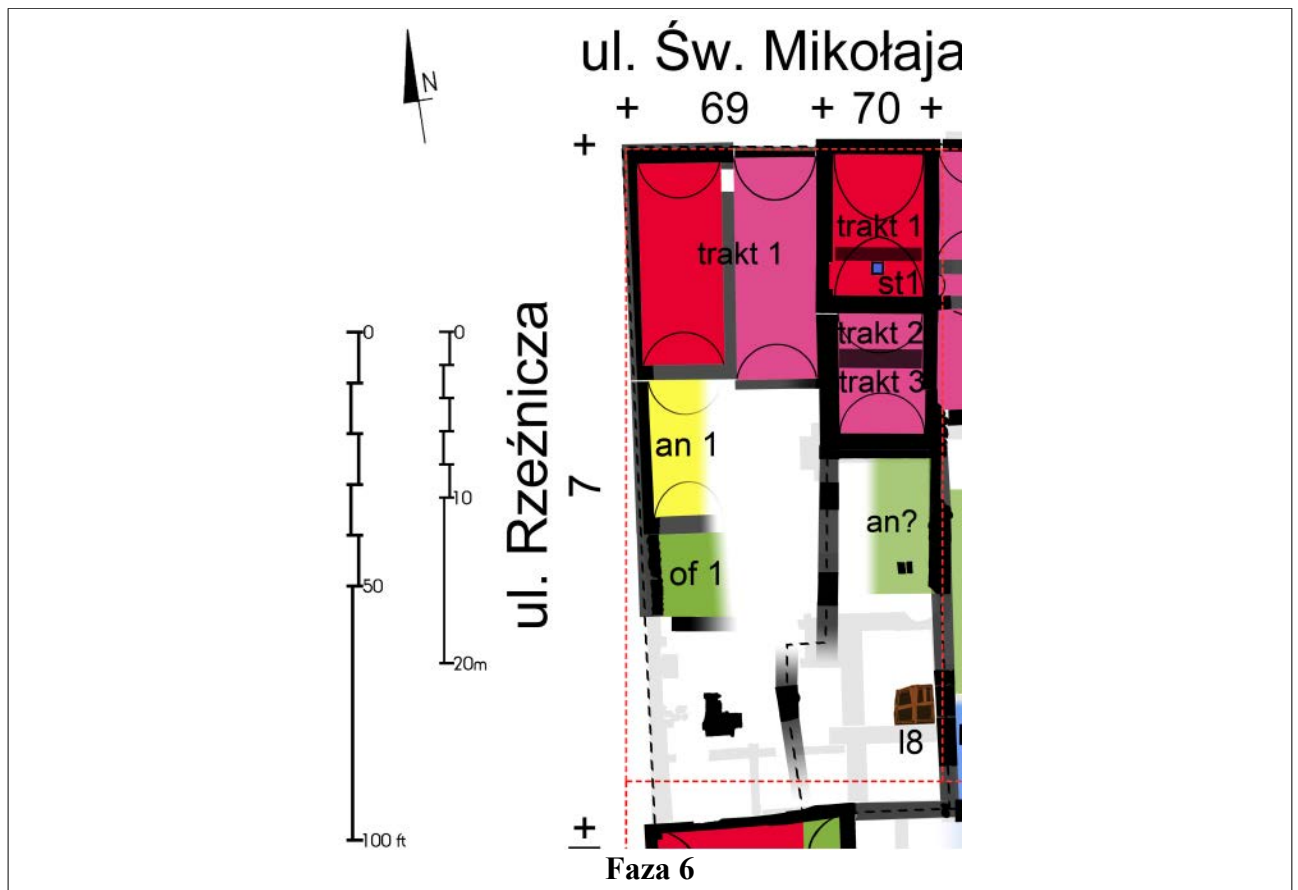 ul. Św. Mikołaja
N
+ 69 + 70 +
+
trakt 1
trakt 1
st1
0
0
trakt 2
trakt 3
ul. Rzeźnicza
7
an 1
10
an?
of 1
50
20m
l8
+
100 ft
Faza 6